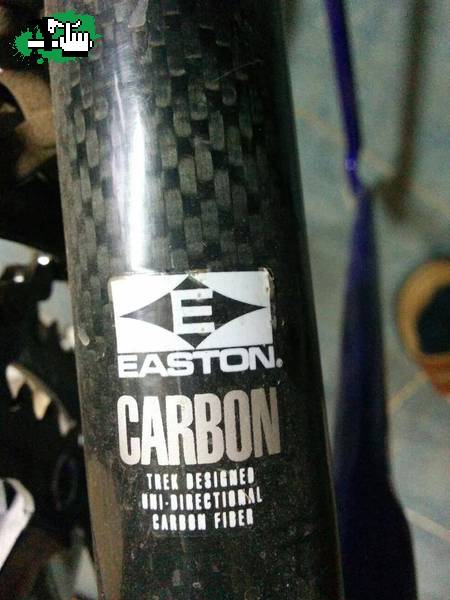 E
EASTON®
CARBON
TREK DESIGNED
UNI-DIRECTIONAL
CARBON FIBER